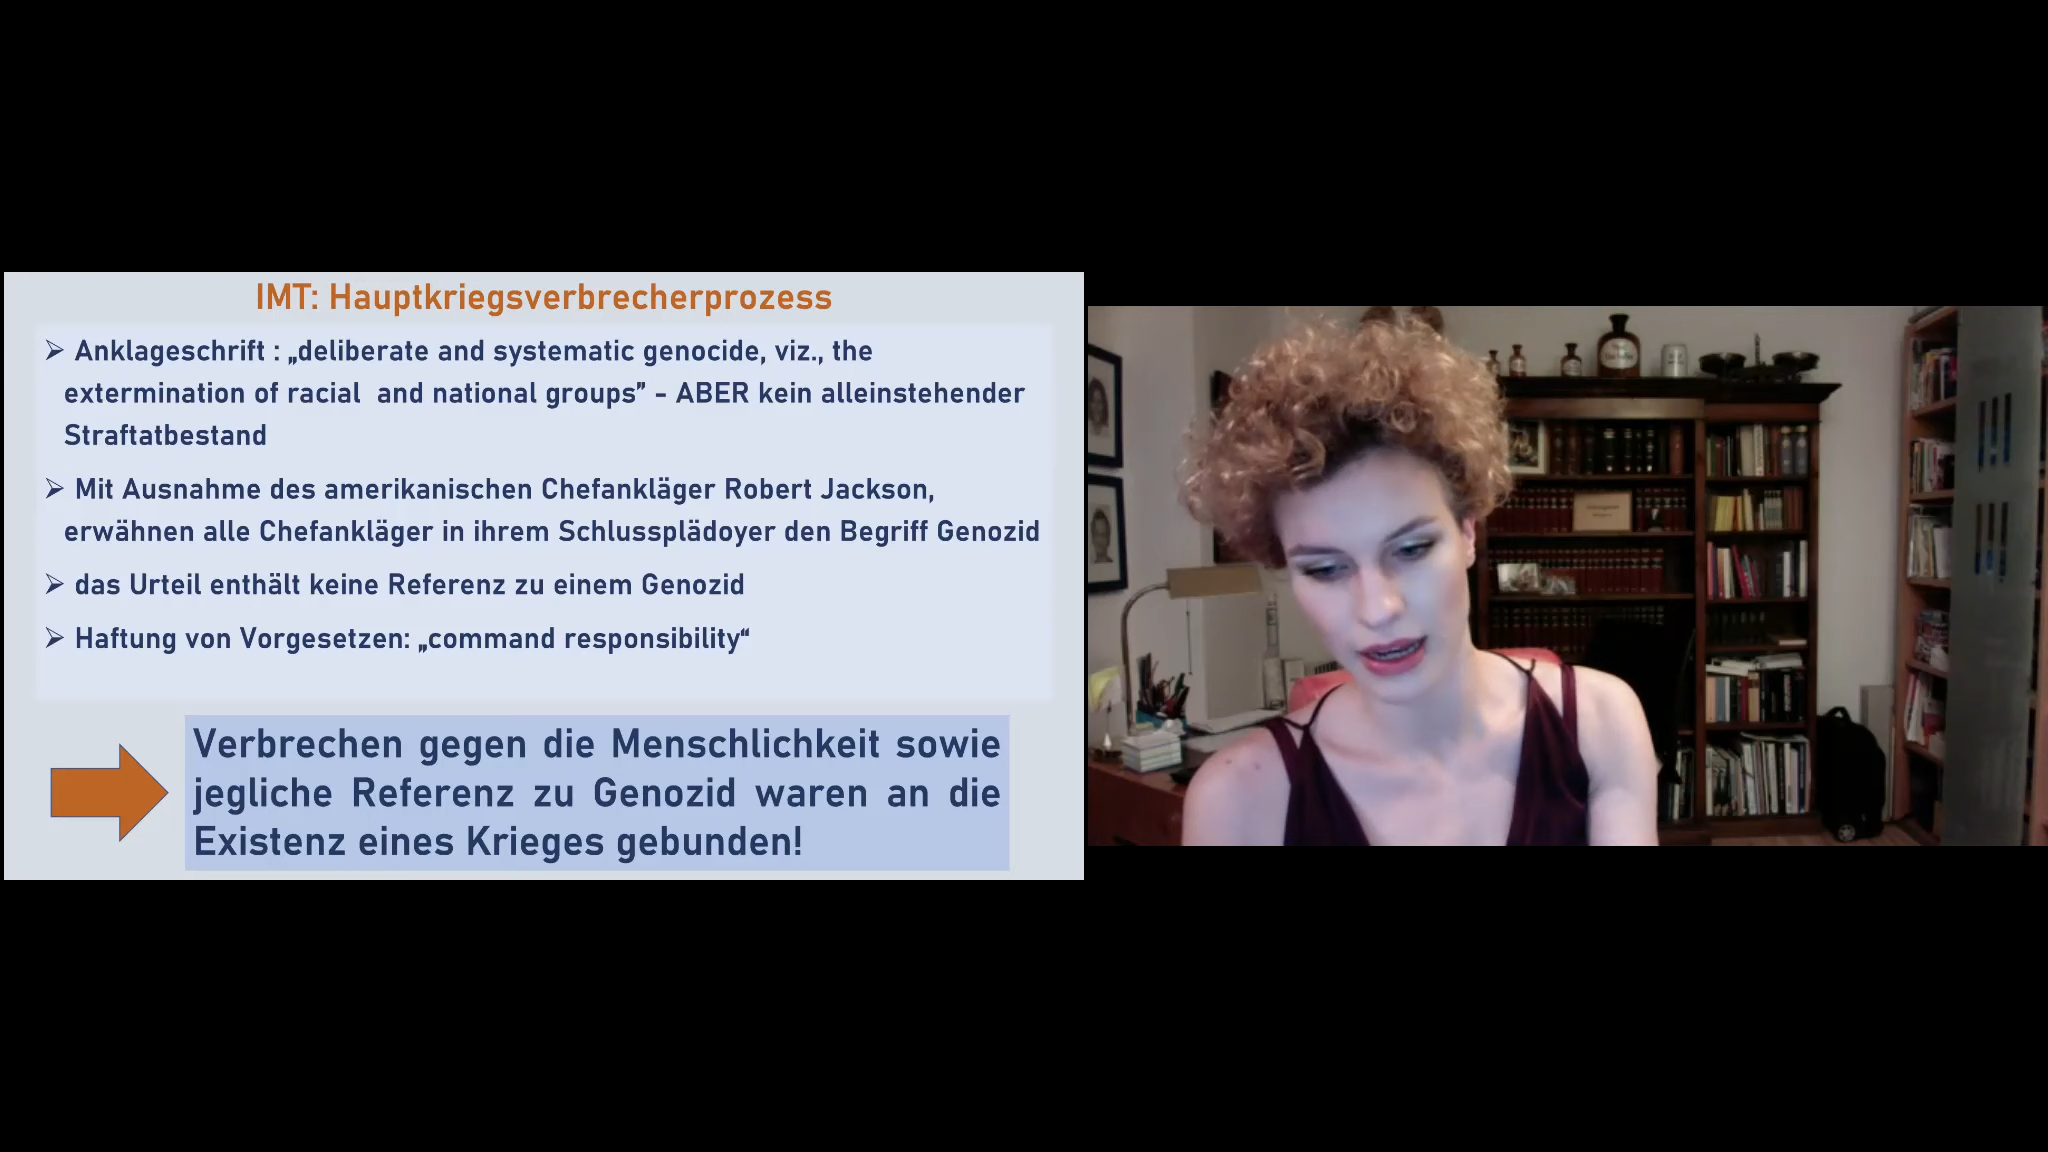 IMT: Hauptkriegsverbrecherprozess
➢ Anklageschrift : „deliberate and systematic genocide, viz., the
extermination of racial and national groups” - ABER kein alleinstehender
Straftatbestand
➢ Mit Ausnahme des amerikanischen Chefankläger Robert Jackson,
erwähnen alle Chefankläger in ihrem Schlussplädoyer den Begriff Genozid
➢ das Urteil enthält keine Referenz zu einem Genozid
➢ Haftung von Vorgesetzen: „command responsibility“
Verbrechen gegen die Menschlichkeit sowie
jegliche Referenz zu Genozid waren an die
Existenz eines Krieges gebunden!